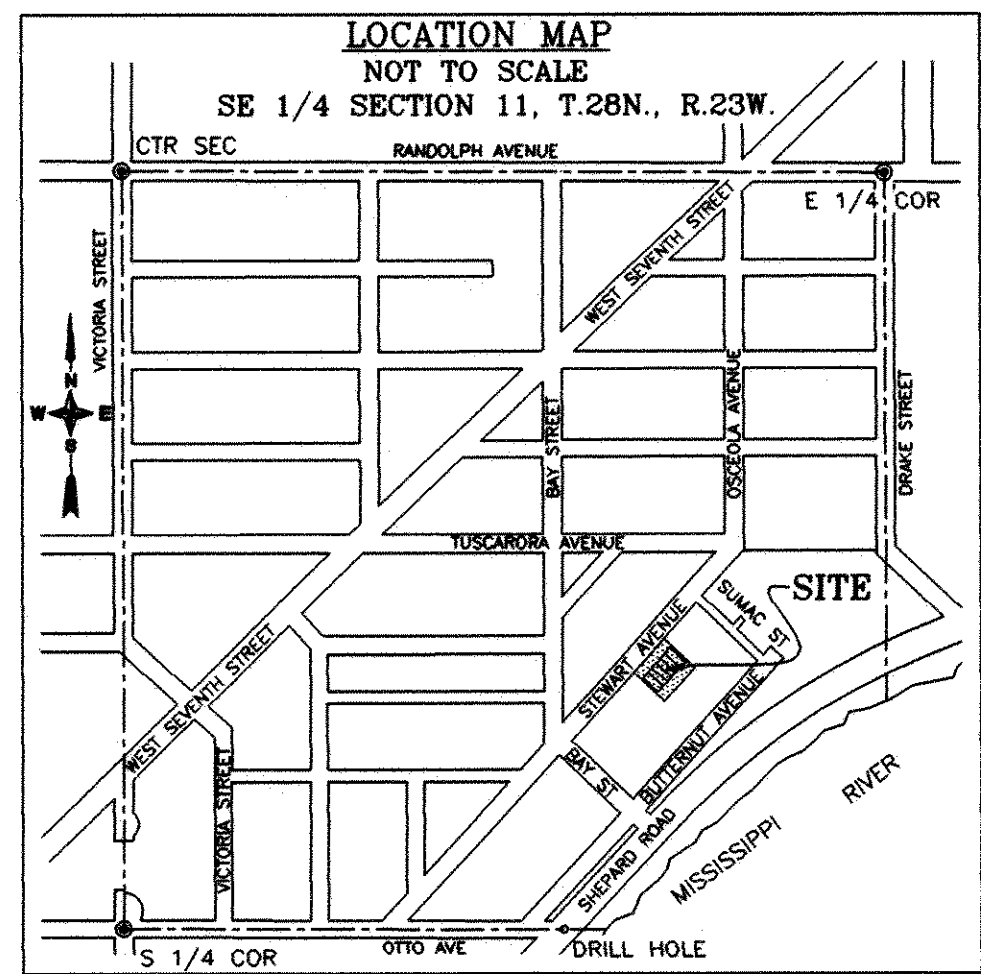 LOCATION MAP
NOT TO SCALE
SE 1/4 SECTION 11, T.28N., R.23W.
CTR SEC
RANDOLPH AVENUE
E 1/4 COR
VICTORIA STREET
WEST SEVENTH STREET
N
W
E
S
BAY STREET
OSCEOLA AVENUE
DRAKE STREET
TUSCARORA AVENUE
SITE
SUMAC ST
STEWART AVENUE
WEST SEVENTH STREET
BUTTERNUT AVENUE
BAY ST
VICTORIA STREET
SHEPARD ROAD
MISSISSIPPI RIVER
OTTO AVE
DRILL HOLE
S 1/4 COR